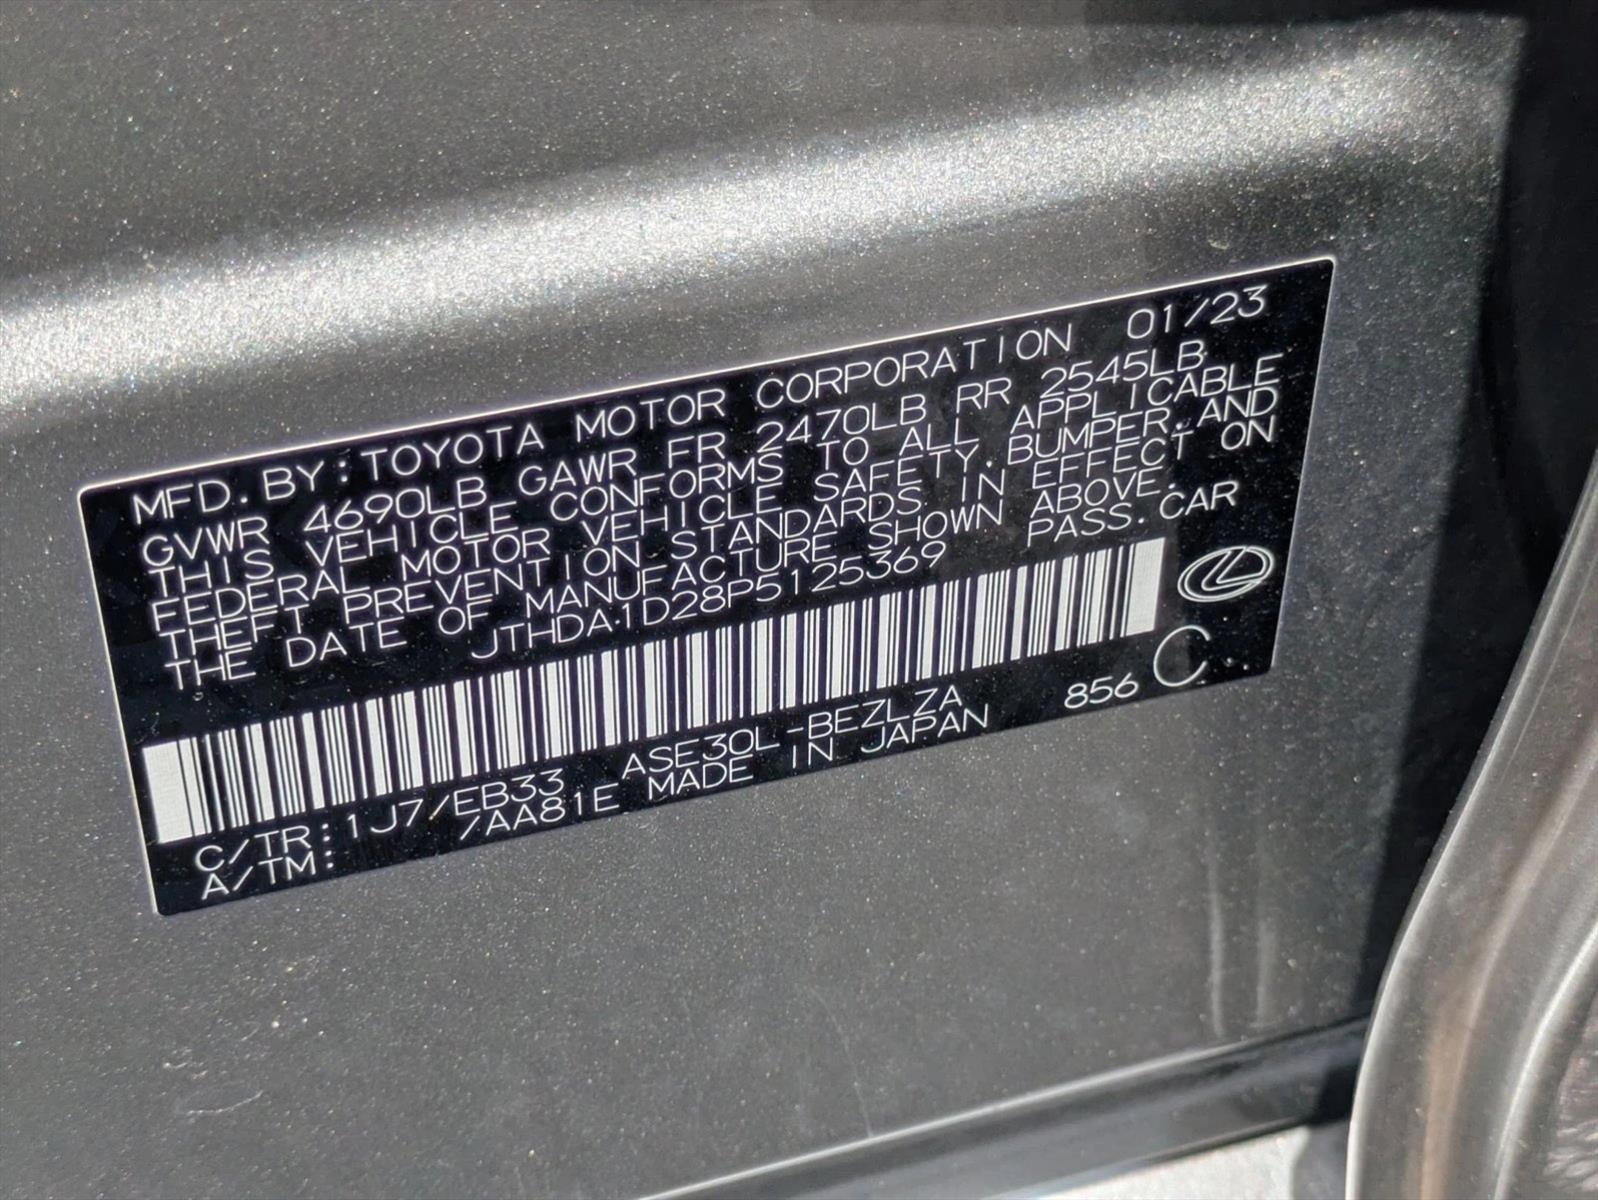 MFD. BY: TOYOTA MOTOR CORPORATION 01/23
GVWR 4690LB GAWR FR 2470LB RR 2545LB
THIS VEHICLE CONFORMS TO ALL APPLICABLE
FEDERAL MOTOR VEHICLE SAFETY, BUMPER, AND
THEFT PREVENTION STANDARDS IN EFFECT ON
THE DATE OF MANUFACTURE SHOWN ABOVE.
JTHDA1D28P5125369 PASS. CAR
C/TR: 1J7/EB33 ASE30L-BEZLZA 856 C
A/TM: /AA81E MADE IN JAPAN